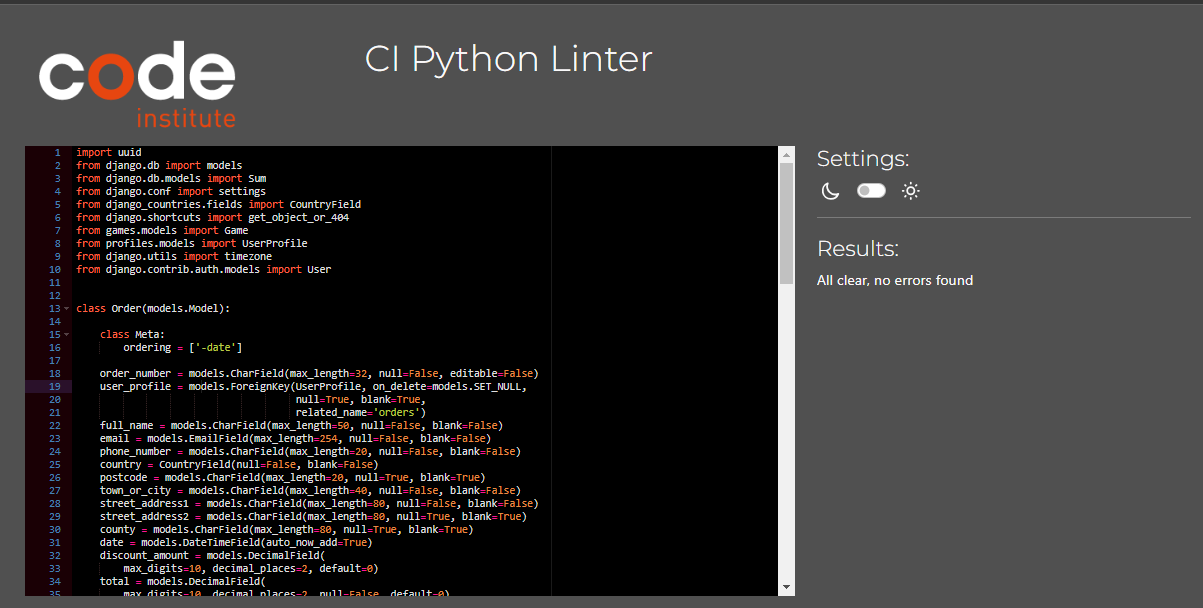 code
institute
CI Python Linter
1 import uuid
2 from django.db import models
3 from django.db.models import Sum
4 from django.conf import settings
5 from django_countries.fields import CountryField
6 from django.shortcuts import get_object_or_404
7 from games.models import Game
8 from profiles.models import UserProfile
9 from django.utils import timezone
10 from django.contrib.auth.models import User
11
12
13 class Order(models.Model):
14
15     class Meta:
16         ordering = ['-date']
17
18     order_number = models.CharField(max_length=32, null=False, editable=False)
19     user_profile = models.ForeignKey(UserProfile, on_delete=models.SET_NULL,
20                                      null=True, blank=True,
21                                      related_name='orders')
22     full_name = models.CharField(max_length=50, null=False, blank=False)
23     email = models.EmailField(max_length=254, null=False, blank=False)
24     phone_number = models.CharField(max_length=20, null=False, blank=False)
25     country = CountryField(null=False, blank=False)
26     postcode = models.CharField(max_length=20, null=True, blank=True)
27     town_or_city = models.CharField(max_length=40, null=False, blank=False)
28     street_address1 = models.CharField(max_length=80, null=False, blank=False)
29     street_address2 = models.CharField(max_length=80, null=True, blank=True)
30     county = models.CharField(max_length=80, null=True, blank=True)
31     date = models.DateTimeField(auto_now_add=True)
32     discount_amount = models.DecimalField(
33         max_digits=10, decimal_places=2, default=0)
34     total = models.DecimalField(
35         max_digits=10, decimal_places=2, null=False, default=0)
Settings:
Results:
All clear, no errors found